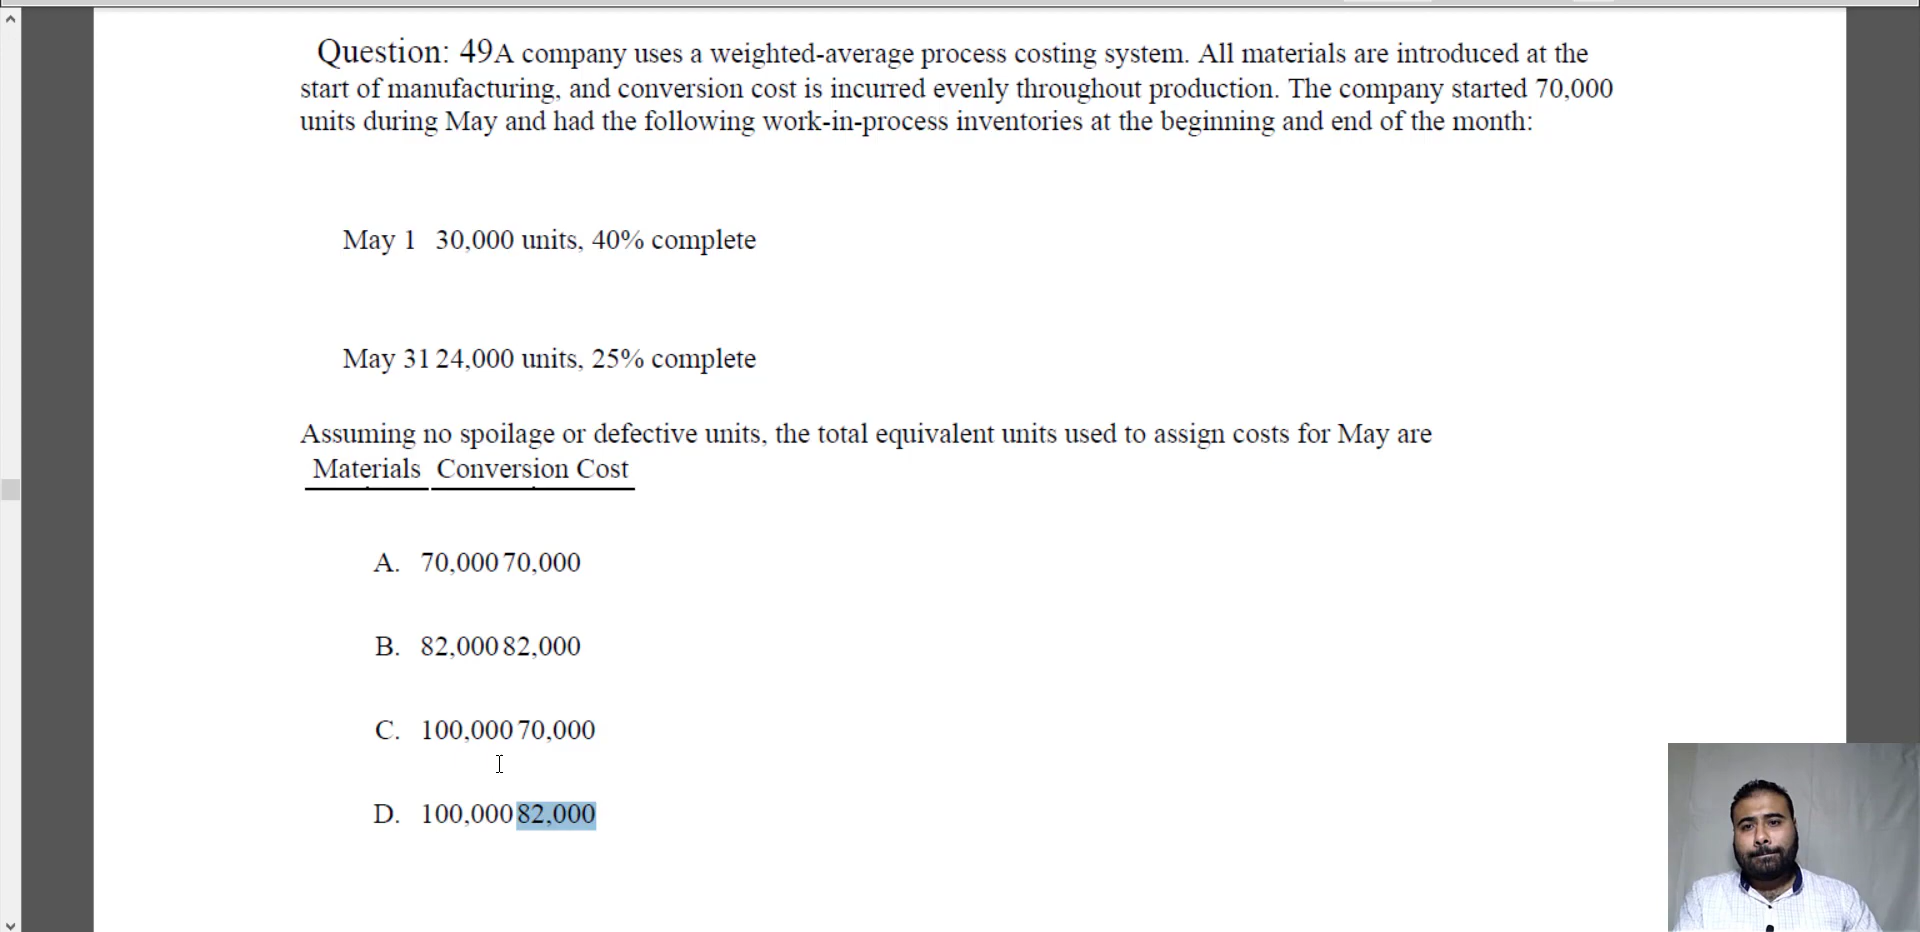 Question: 49A company uses a weighted-average process costing system. All materials are introduced at the
start of manufacturing, and conversion cost is incurred evenly throughout production. The company started 70,000
units during May and had the following work-in-process inventories at the beginning and end of the month:
May 1 30,000 units, 40% complete
May 31 24,000 units, 25% complete
Assuming no spoilage or defective units, the total equivalent units used to assign costs for May are
Materials Conversion Cost
A. 70,000 70,000
B. 82,000 82,000
C. 100,000 70,000
D. 100,000 82,000